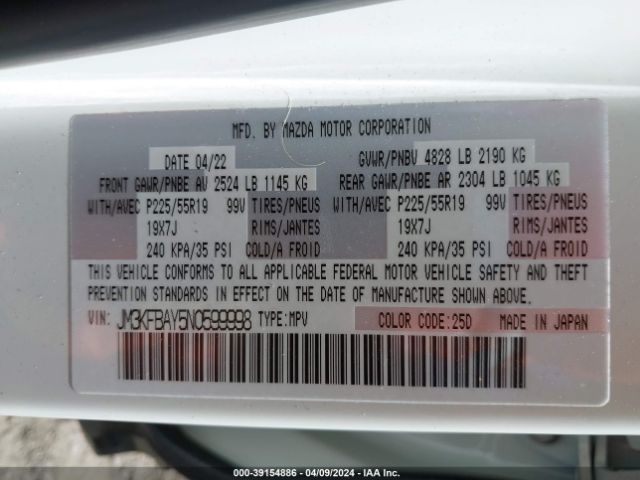 MFD. BY MAZDA MOTOR CORPORATION
DATE 04/22 GVWR/PNBV 4828 LB 2190 KG
FRONT GAWR/PNBE AV 2524 LB 1145 KG REAR GAWR/PNBE AR 2304 LB 1045 KG
WITH/AVEC P225/55R19 99V TIRES/PNEUS WITH/AVEC P225/55R19 99V TIRES/PNEUS
19X7J RIMS/JANTES 19X7J RIMS/JANTES
240 KPA/35 PSI COLD/A FROID 240 KPA/35 PSI COLD/A FROID
THIS VEHICLE CONFORMS TO ALL APPLICABLE FEDERAL MOTOR VEHICLE SAFETY AND THEFT
PREVENTION STANDARDS IN EFFECT ON THE DATE OF MANUFACTURE SHOWN ABOVE.
VIN: JM3KFBAY5N0599998 TYPE:MPV COLOR CODE:25D MADE IN JAPAN
000-39154886 - 04/09/2024 - IAA Inc.